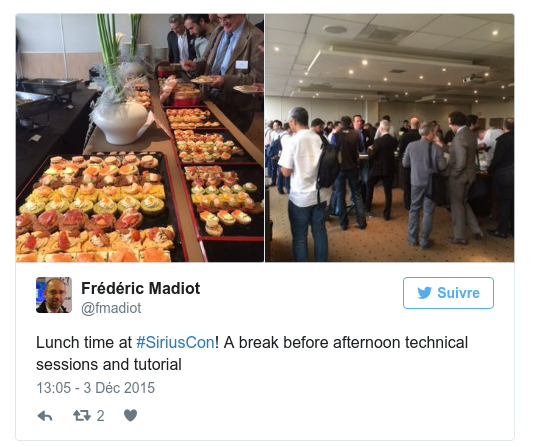 Frédéric Madiot
@fmadiot
Suivre
Lunch time at #SiriusCon! A break before afternoon technical
sessions and tutorial
13:05 - 3 Déc 2015
2